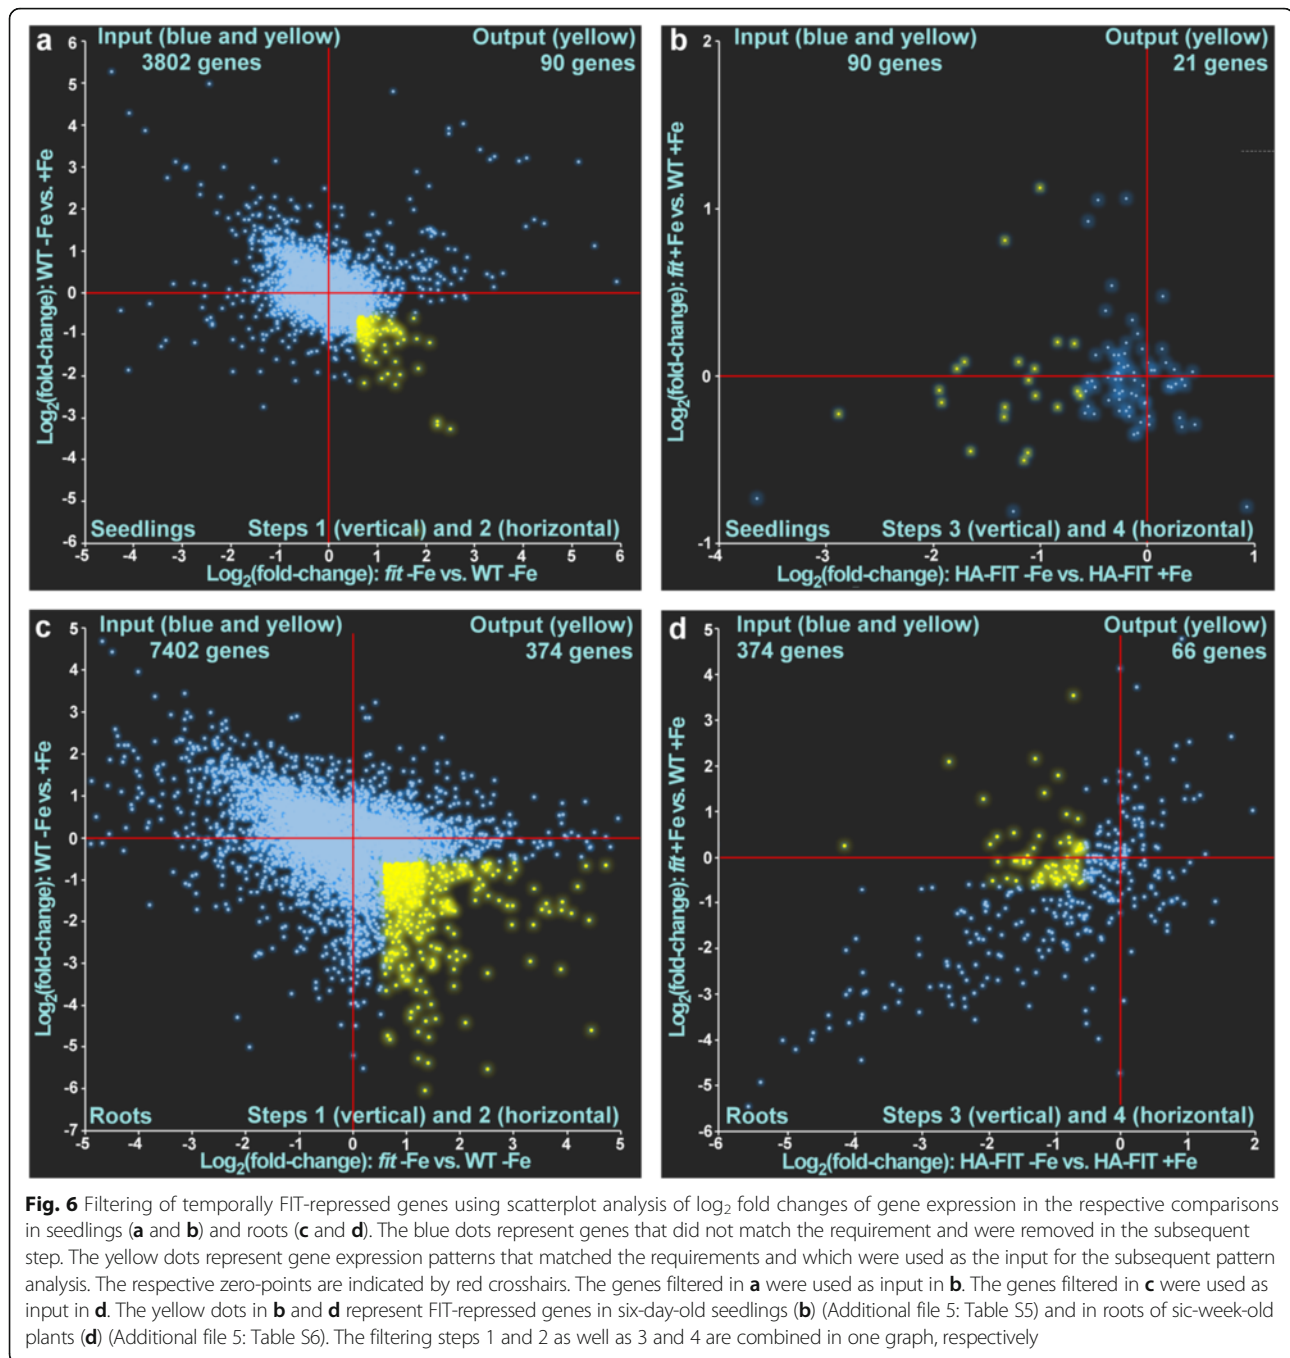 a
Input (blue and yellow)
3802 genes
Output (yellow)
90 genes
6
5
4
3
2
1
0
-1
-2
-3
-4
-5
-6
Log2(fold-change): WT -Fe vs. +Fe
Seedlings
Steps 1 (vertical) and 2 (horizontal)
-5 -4 -3 -2 -1 0 1 2 3 4 5 6
Log2(fold-change): fit -Fe vs. WT -Fe
b
Input (blue and yellow)
90 genes
Output (yellow)
21 genes
2
1
0
-1
Log2(fold-change): fit +Fe vs. WT +Fe
Seedlings
Steps 3 (vertical) and 4 (horizontal)
-4 -3 -2 -1 0 1
Log2(fold-change): HA-FIT -Fe vs. HA-FIT +Fe
c
Input (blue and yellow)
7402 genes
Output (yellow)
374 genes
5
4
3
2
1
0
-1
-2
-3
-4
-5
-6
-7
Log2(fold-change): WT -Fe vs. +Fe
Roots
Steps 1 (vertical) and 2 (horizontal)
-5 -4 -3 -2 -1 0 1 2 3 4 5
Log2(fold-change): fit -Fe vs. WT -Fe
d
Input (blue and yellow)
374 genes
Output (yellow)
66 genes
5
4
3
2
1
0
-1
-2
-3
-4
-5
-6
Log2(fold-change): fit +Fe vs. WT +Fe
Roots
Steps 3 (vertical) and 4 (horizontal)
-6 -5 -4 -3 -2 -1 0 1 2
Log2(fold-change): HA-FIT -Fe vs. HA-FIT +Fe
Fig. 6 Filtering of temporally FIT-repressed genes using scatterplot analysis of log2 fold changes of gene expression in the respective comparisons
in seedlings (a and b) and roots (c and d). The blue dots represent genes that did not match the requirement and were removed in the subsequent
step. The yellow dots represent gene expression patterns that matched the requirements and which were used as the input for the subsequent pattern
analysis. The respective zero-points are indicated by red crosshairs. The genes filtered in a were used as input in b. The genes filtered in c were used as
input in d. The yellow dots in b and d represent FIT-repressed genes in six-day-old seedlings (b) (Additional file 5: Table S5) and in roots of sic-week-old
plants (d) (Additional file 5: Table S6). The filtering steps 1 and 2 as well as 3 and 4 are combined in one graph, respectively